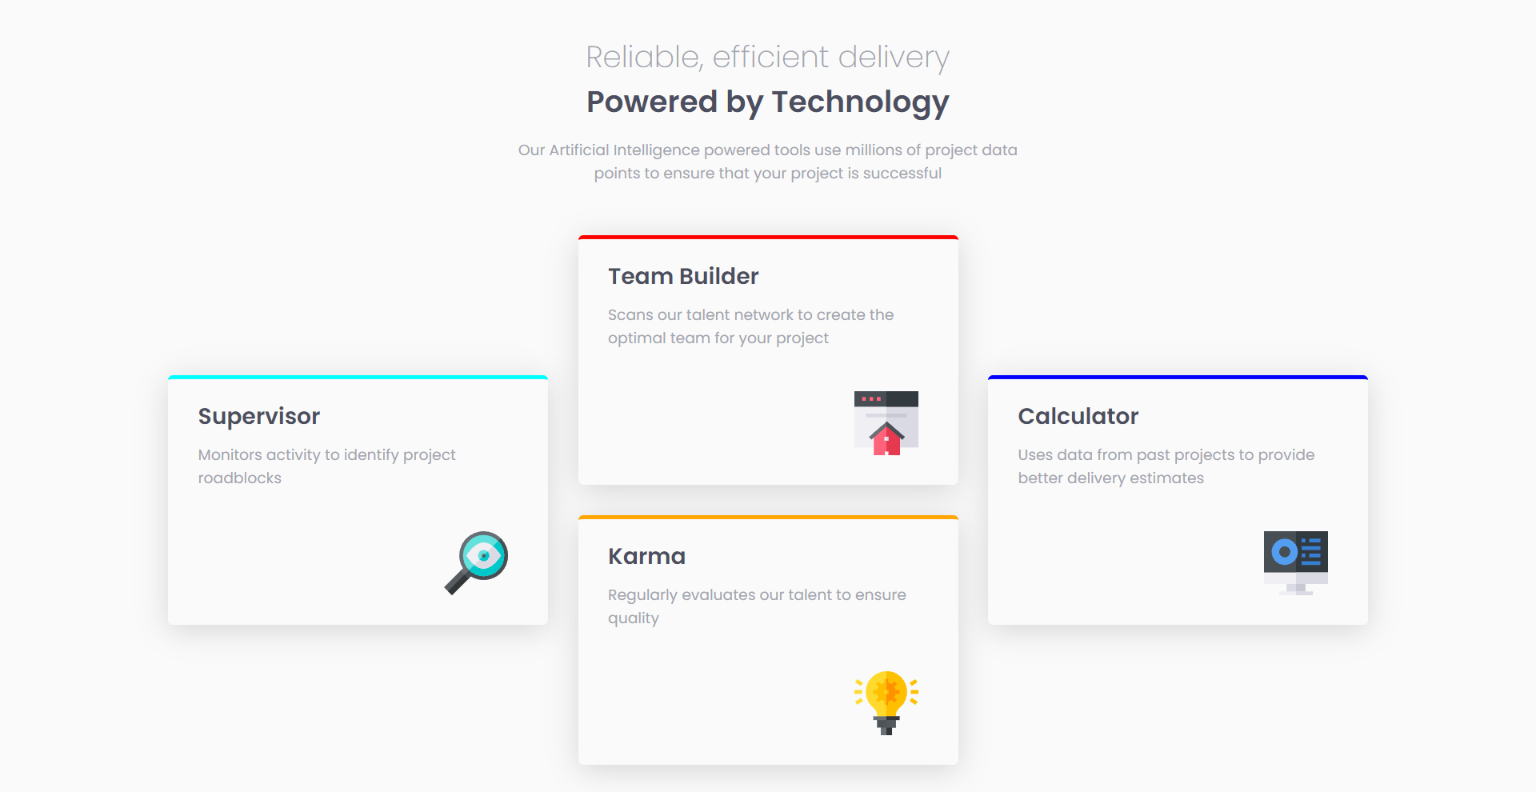 Reliable, efficient delivery
Powered by Technology
Our Artificial Intelligence powered tools use millions of project data
points to ensure that your project is successful
Team Builder
Scans our talent network to create the
optimal team for your project
Supervisor
Monitors activity to identify project
roadblocks
Calculator
Uses data from past projects to provide
better delivery estimates
Karma
Regularly evaluates our talent to ensure
quality